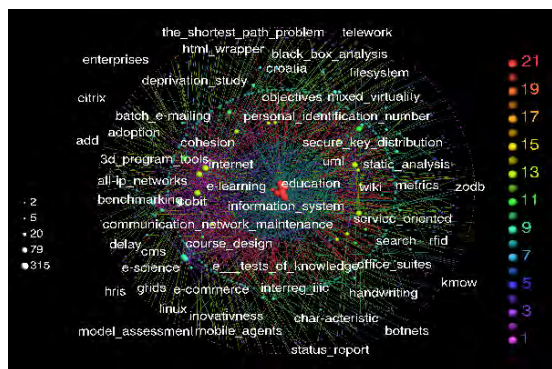 the_shortest_path_problem telework
html_wrapper
enterprises black_box_analysis
croatia
deprivation_study filesystem
citrix objectives mixed_virtuality
batch_e-mailing personal_identification_number
add adoption
cohesion secure_key_distribution
3d_program_tools internet uml static_analysis
all-ip_networks e-learning education wiki metrics zodb
benchmarking cobit information_system
communication_network_maintenance service_oriented
delay cms course_design search rfid
e-science e___tests_of_knowledge office_suites
hris grids e-commerce interreg_iiic handwriting kmow
linux
inovativness char-acteristic
model_assessment mobile_agents botnets
status_report
2
5
20
79
315
21
19
17
15
13
11
9
7
5
3
1